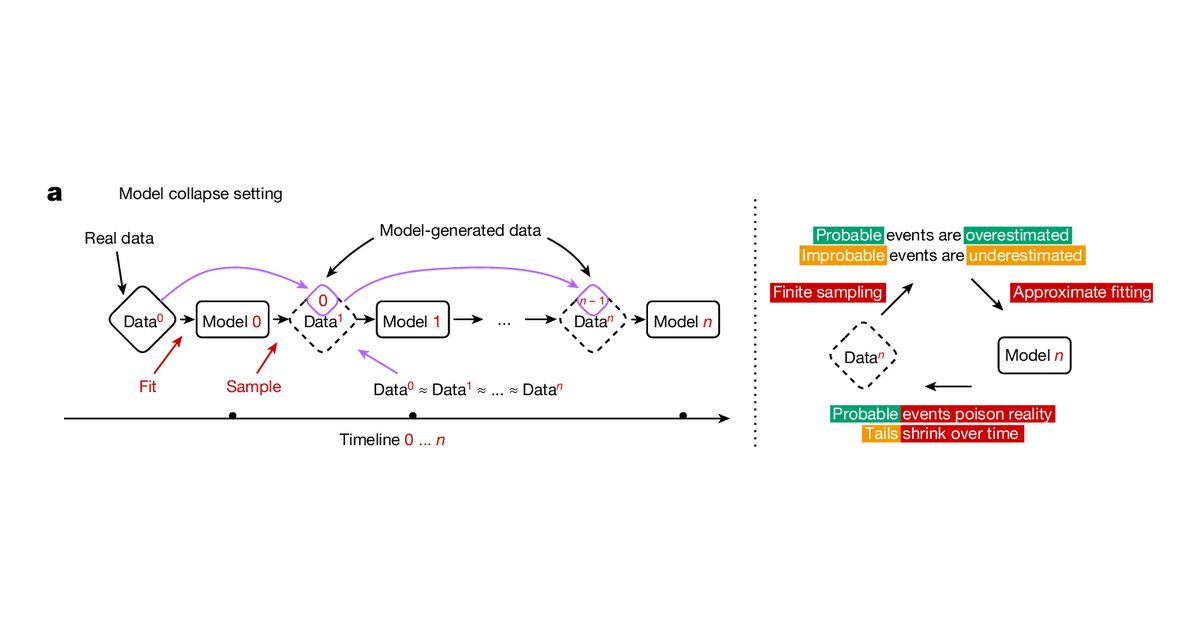 a
Model collapse setting
Real data
Model-generated data
Data⁰
Model 0
0
Data¹
Model 1
...
n – 1
Dataⁿ
Model n
Fit
Sample
Data⁰ ≈ Data¹ ≈ ... ≈ Dataⁿ
Timeline 0 ... n
Probable events are overestimated
Improbable events are underestimated
Finite sampling
Approximate fitting
Dataⁿ
Model n
Probable events poison reality
Tails shrink over time